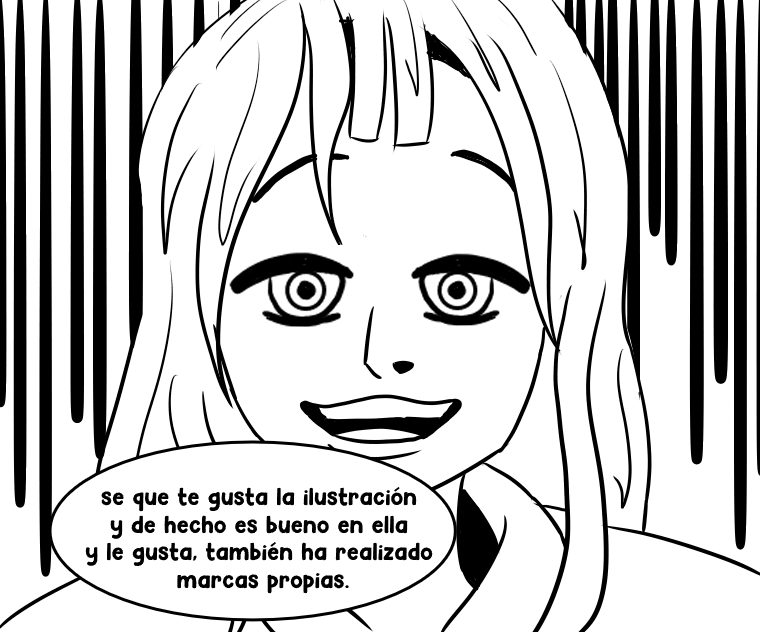 se que te gusta la ilustración
y de hecho es bueno en ella
y le gusta, también ha realizado
marcas propias.